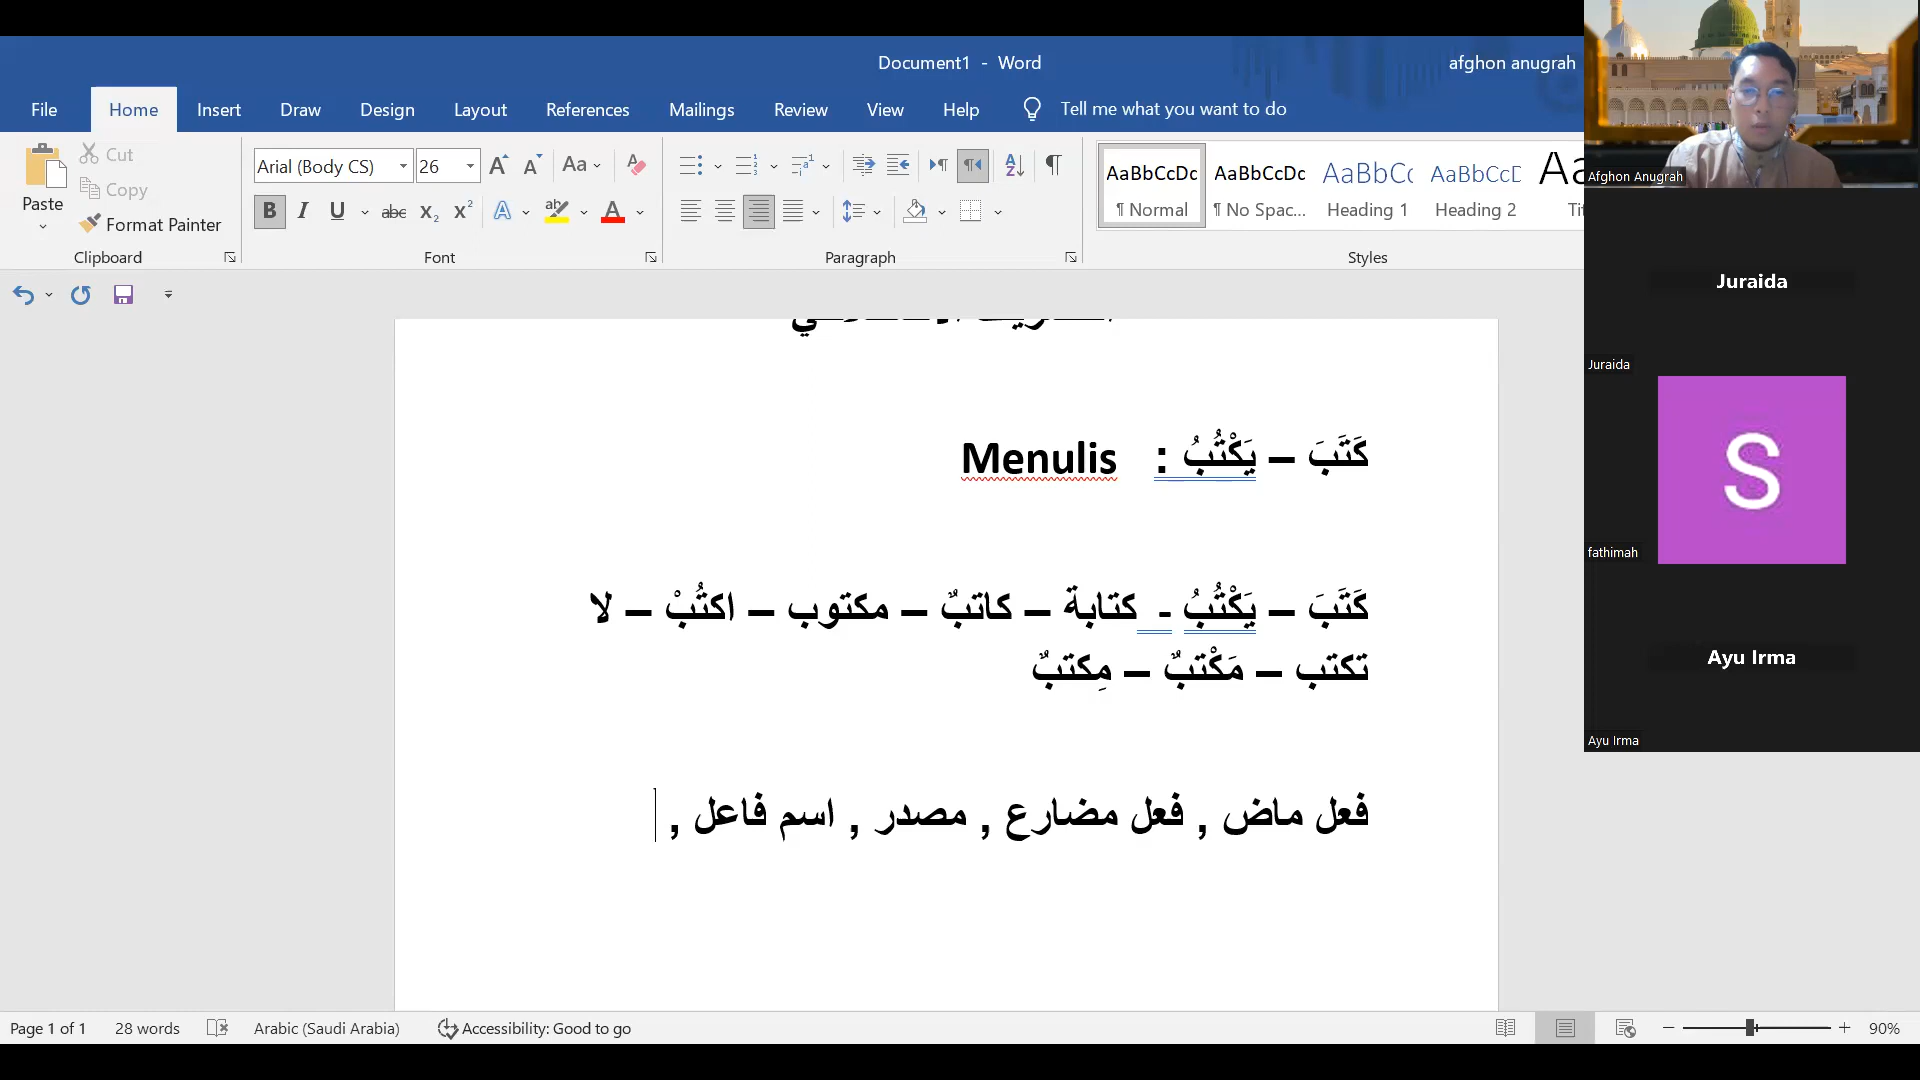 Document1 - Word
afghon anugrah
File Home Insert Draw Design Layout References Mailings Review View Help Tell me what you want to do
Paste
Cut
Copy
Format Painter
Clipboard
Arial (Body CS) 26
Font
Paragraph
AaBbCcDc AaBbCcDc AaBbCc AaBbCcD
¶ Normal ¶ No Spac... Heading 1 Heading 2
Styles
كَتَبَ – يَكْتُبُ : Menulis
كَتَبَ – يَكْتُبُ - كتابة – كاتبٌ – مكتوب – اكتُبْ – لا
تكتب – مَكْتبٌ – مِكتبٌ
فعل ماض , فعل مضارع , مصدر , اسم فاعل ,
Page 1 of 1 28 words Arabic (Saudi Arabia) Accessibility: Good to go 90%
Afghon Anugrah
Juraida
Juraida
S
fathimah
Ayu Irma
Ayu Irma